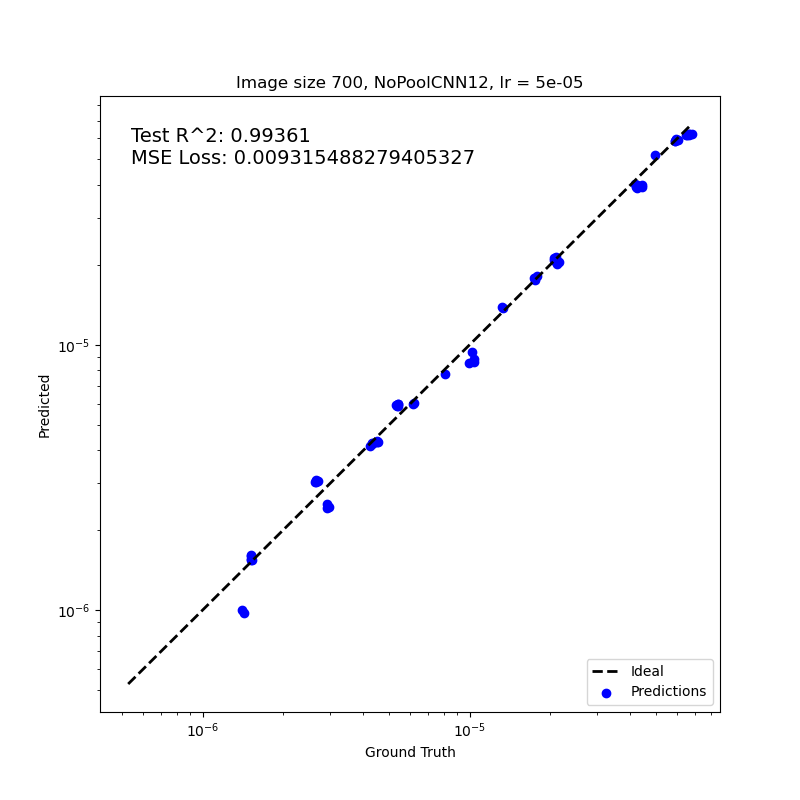 Image size 700, NoPoolCNN12, lr = 5e-05
Test R^2: 0.99361
MSE Loss: 0.009315488279405327
10⁻⁵
10⁻⁶
Predicted
Ideal
Predictions
10⁻⁶
10⁻⁵
Ground Truth